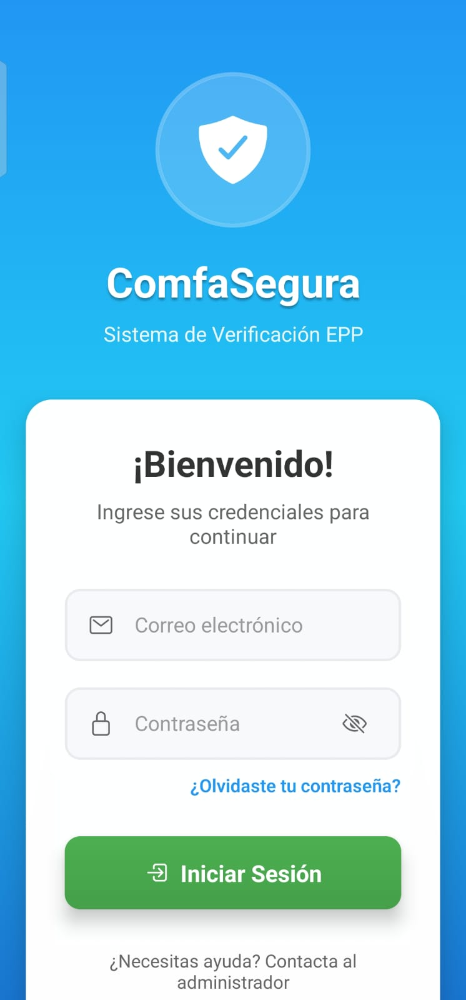 ComfaSegura
Sistema de Verificación EPP
¡Bienvenido!
Ingrese sus credenciales para
continuar
Correo electrónico
Contraseña
¿Olvidaste tu contraseña?
Iniciar Sesión
¿Necesitas ayuda? Contacta al
administrador